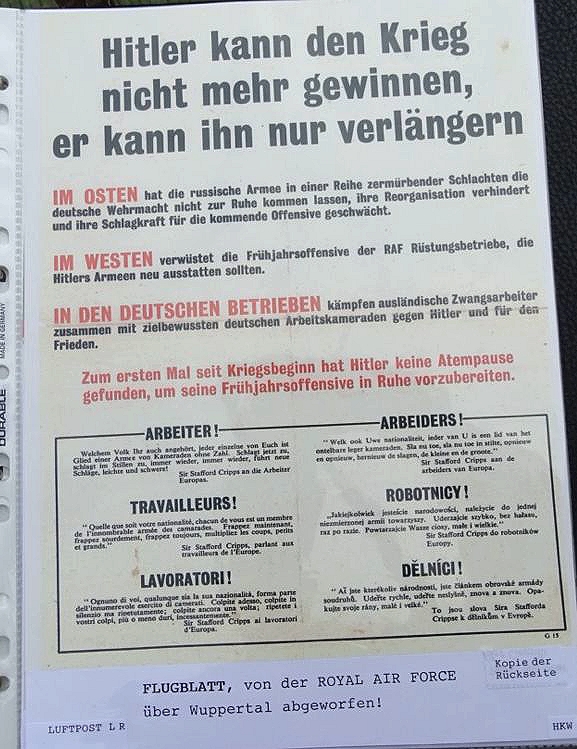 Hitler kann den Krieg
nicht mehr gewinnen,
er kann ihn nur verlängern
IM OSTEN hat die russische Armee in einer Reihe zermürbender Schlachten die
deutsche Wehrmacht nicht zur Ruhe kommen lassen, ihre Reorganisation verhindert
und ihre Schlagkraft für die kommende Offensive geschwächt.
IM WESTEN verwüstet die Frühjahrsoffensive der RAF Rüstungsbetriebe, die
Hitlers Armeen neu ausstatten sollten.
IN DEN DEUTSCHEN BETRIEBEN kämpfen ausländische Zwangsarbeiter
zusammen mit zielbewussten deutschen Arbeitskameraden gegen Hitler und für den
Frieden.
Zum ersten Mal seit Kriegsbeginn hat Hitler keine Atempause
gefunden, um seine Frühjahrsoffensive in Ruhe vorzubereiten.
ARBEITER!
Welchem Volk Ihr auch angehört, jeder einzelne von Euch ist
Glied einer Armee von Kameraden ohne Zahl. Schlagt jetzt zu,
schlagt im Stillen zu, immer wieder, immer wieder, führt neue
Schläge, leichte und schwere! Sir Stafford Cripps an die Arbeiter
Europas.
TRAVAILLEURS!
"Quelle que soit votre nationalité, chacun de vous est un membre
de l'innombrable armée des camarades. Frappez maintenant,
frappez sourdement, frappez toujours, multipliez les coups, petits
et grands." Sir Stafford Cripps, parlant aux
travailleurs de l'Europe.
LAVORATORI!
"Ognuno di voi, qualunque sia la sua nazionalità, forma parte
dell'innumerevole esercito di camerati. Colpite adesso, colpite in
silenzio ma ripetutamente; colpite ancora una volta; ripetete i
vostri colpi, più o meno duri, incessantemente."
Sir Stafford Cripps ai lavoratori
d'Europa.
ARBEIDERS!
"Welk ook Uwe nationaliteit, ieder van U is een lid van het
ontelbare leger kameraden. Sla nu toe, sla nu toe in stilte, opnieuw
en opnieuw, hernieuw de slagen, de kleine en de groote."
Sir Stafford Cripps aan de
arbeiders van Europa.
ROBOTNICY!
"Jakiejkolwiek jesteście narodowości, należycie do jednej
niezmierzonej armii towarzyszy. Uderzajcie szybko, bez hałasu,
raz po razie. Powtarzajcie Wasze ciosy, małe i wielkie."
Sir Stafford Cripps do robotników
Europy.
DĚLNÍCI!
"Ať jste kterékoliv národnosti, jste článkem obrovské armády
soudruhů. Udeřte rychle, udeřte neslyšně, znova a znova. Opa-
kujte svoje rány, malé i velké."
To jsou slova Sira Stafforda
Crippse k dělníkům v Evropě.
G 15
Kopie der
Rückseite
FLUGBLATT, von der ROYAL AIR FORCE
über Wuppertal abgeworfen!
LUFTPOST L R
HKW
DURABLE
MADE IN GERMANY